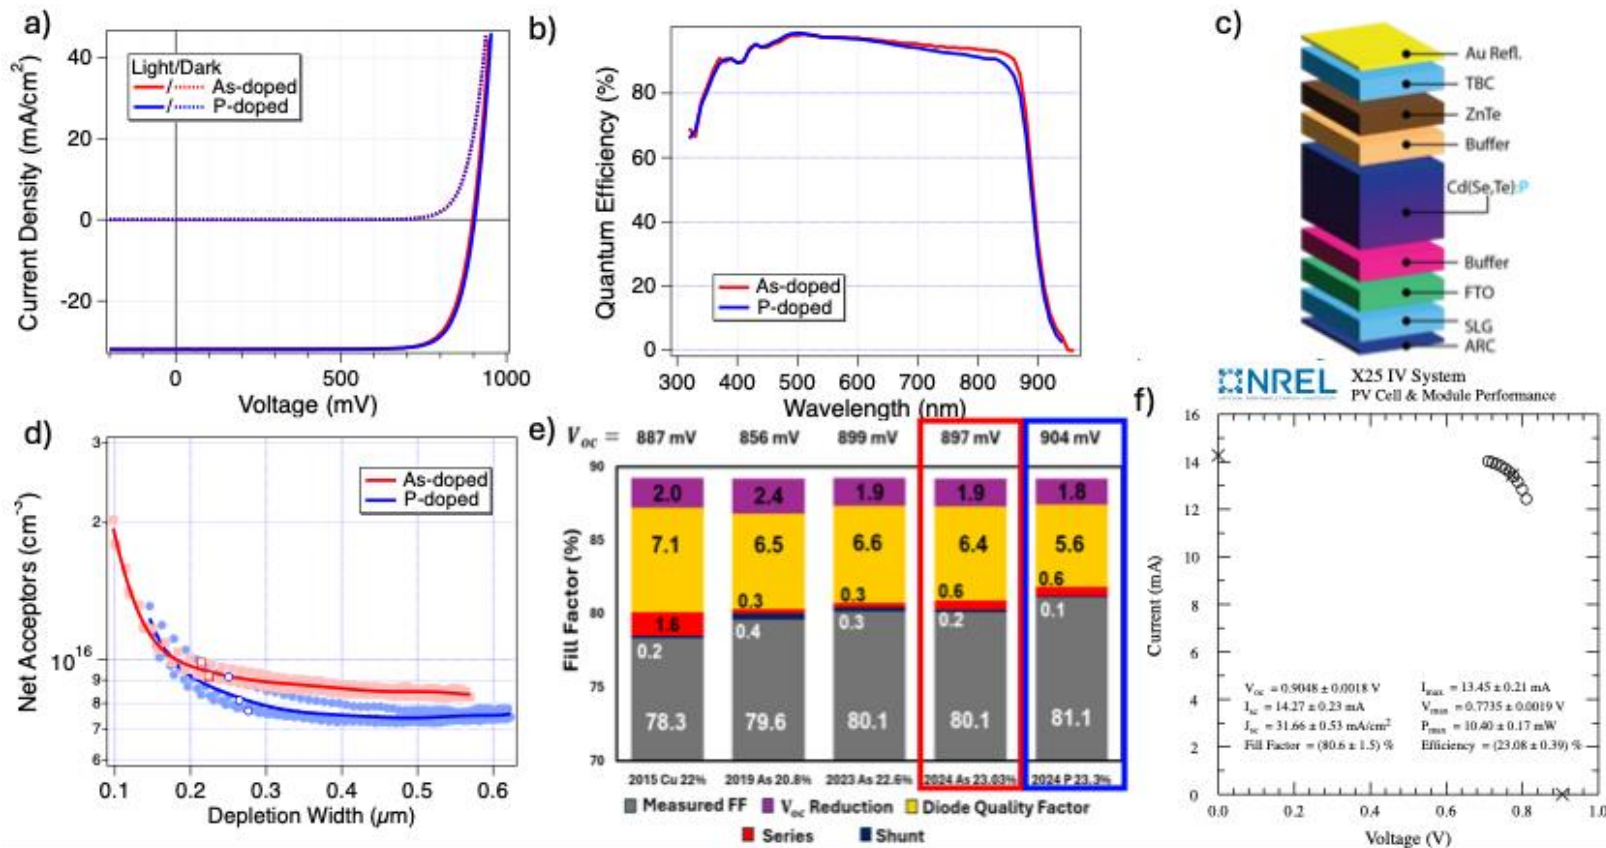 a)
Current Density (mA/cm²)
40
20
0
-20
Light/Dark
As-doped
P-doped
0
500
1000
Voltage (mV)
b)
Quantum Efficiency (%)
80
60
40
20
0
As-doped
P-doped
300
400
500
600
700
800
900
Wavelength (nm)
c)
Au Refl.
TBC
ZnTe
Buffer
Cd(Se,Te):P
Buffer
FTO
SLG
ARC
d)
Net Acceptors (cm⁻³)
3
2
10¹⁶
9
8
7
6
As-doped
P-doped
0.1
0.2
0.3
0.4
0.5
0.6
Depletion Width (μm)
e)
Voc = 887 mV 856 mV 899 mV 897 mV 904 mV
Fill Factor (%)
90
85
80
75
70
2.0 2.4 1.9 1.9 1.8
7.1 6.5 6.6 6.4 5.6
1.6 0.3 0.3 0.6 0.6
0.2 0.4 0.3 0.2 0.1
78.3 79.6 80.1 80.1 81.1
2015 Cu 22% 2019 As 20.8% 2023 As 22.6% 2024 As 23.03% 2024 P 23.3%
Measured FF Voc Reduction Diode Quality Factor
Series Shunt
f)
NREL
X25 IV System
PV Cell & Module Performance
Current (mA)
16
14
12
10
8
6
4
2
0
Voc = 0.9048 ± 0.0018 V
Isc = 14.27 ± 0.23 mA
Jsc = 31.66 ± 0.53 mA/cm²
Fill Factor = (80.6 ± 1.5) %
Imax = 13.45 ± 0.21 mA
Vmax = 0.7735 ± 0.0019 V
Pmax = 10.40 ± 0.17 mW
Efficiency = (23.08 ± 0.39) %
0.0
0.2
0.4
0.6
0.8
1.0
Voltage (V)